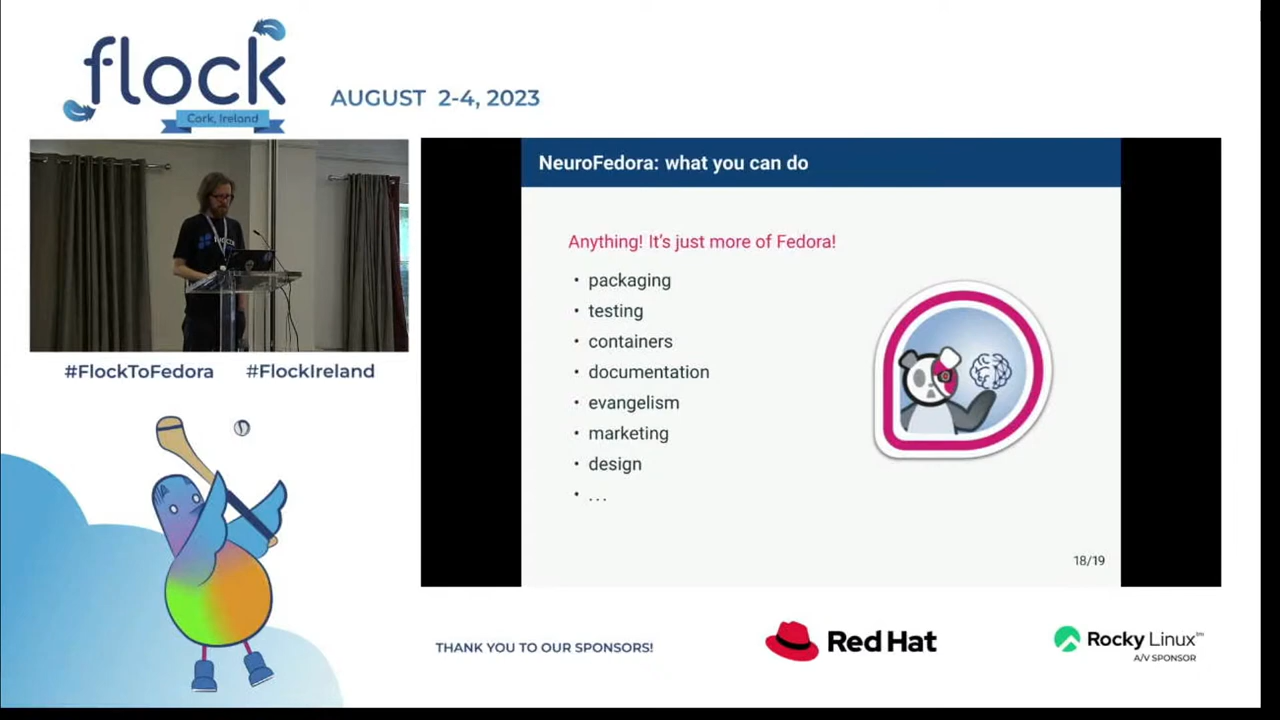 flock
Cork, Ireland
AUGUST 2-4, 2023
#FlockToFedora #FlockIreland
NeuroFedora: what you can do
Anything! It's just more of Fedora!
• packaging
• testing
• containers
• documentation
• evangelism
• marketing
• design
• ...
18/19
THANK YOU TO OUR SPONSORS!
Red Hat
Rocky Linux™
A/V SPONSOR